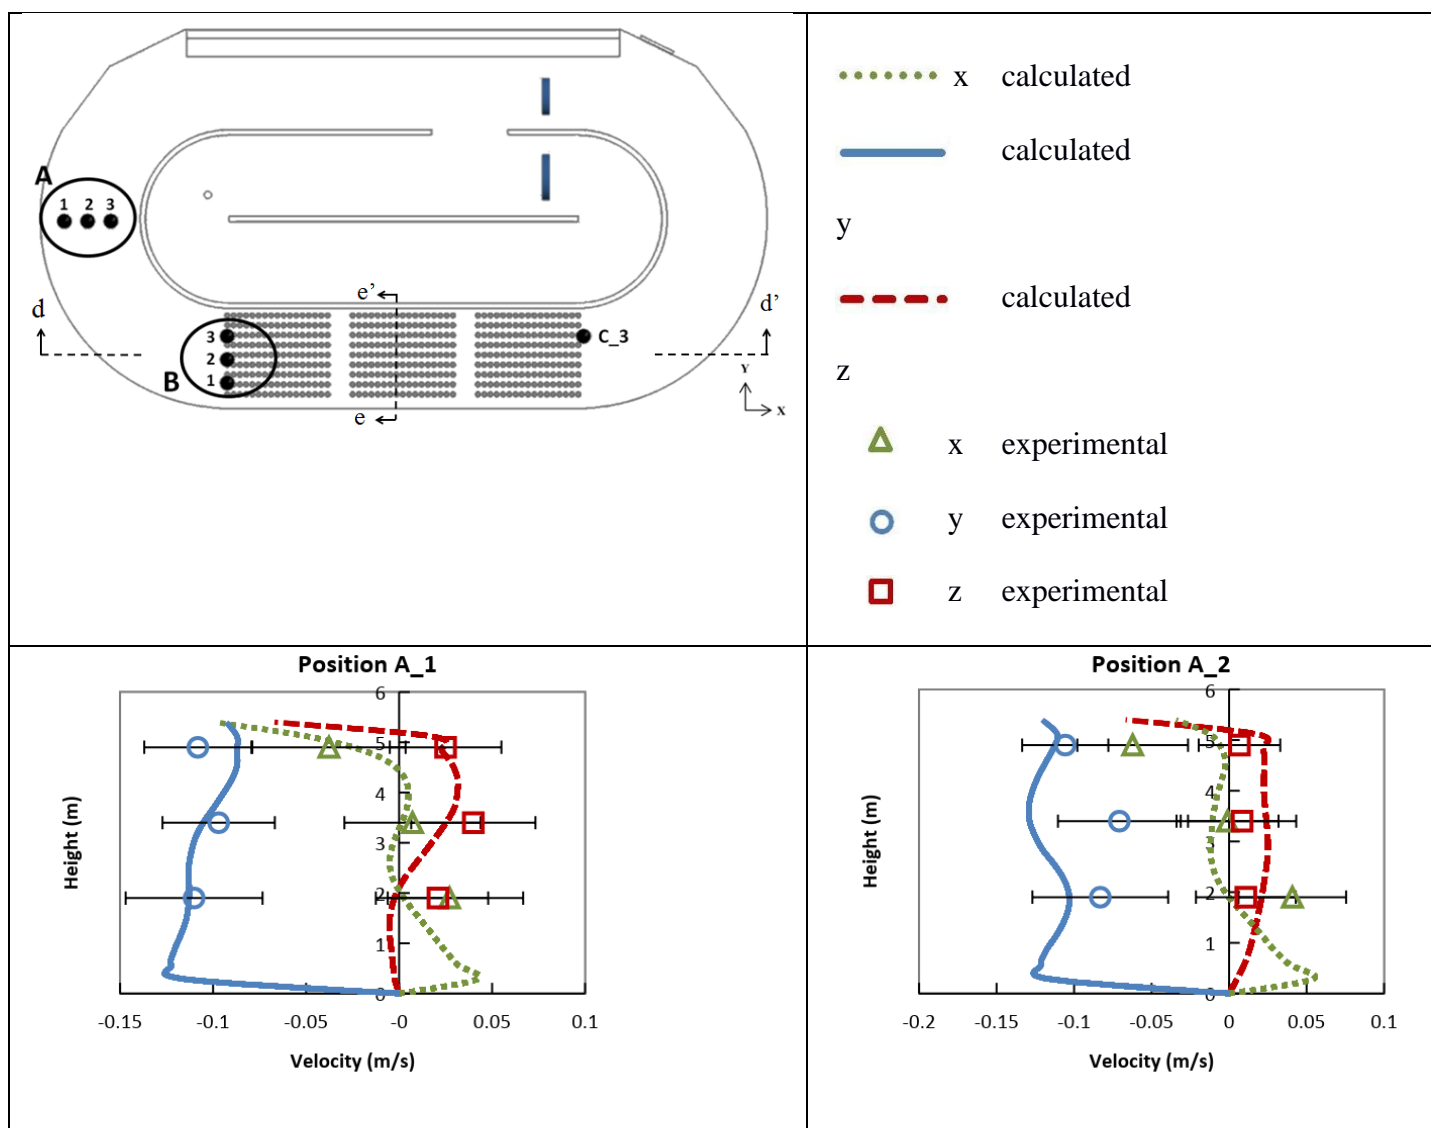 A
1 2 3
d
e’
d’
3
2
1
B
C_3
e
Y
X
x calculated
calculated
y
calculated
z
x experimental
y experimental
z experimental
Position A_1
6
5
4
3
2
1
0
-0.15 -0.1 -0.05 -0 0.05 0.1
Height (m)
Velocity (m/s)
Position A_2
6
5
4
3
2
1
0
-0.2 -0.15 -0.1 -0.05 0 0.05 0.1
Height (m)
Velocity (m/s)